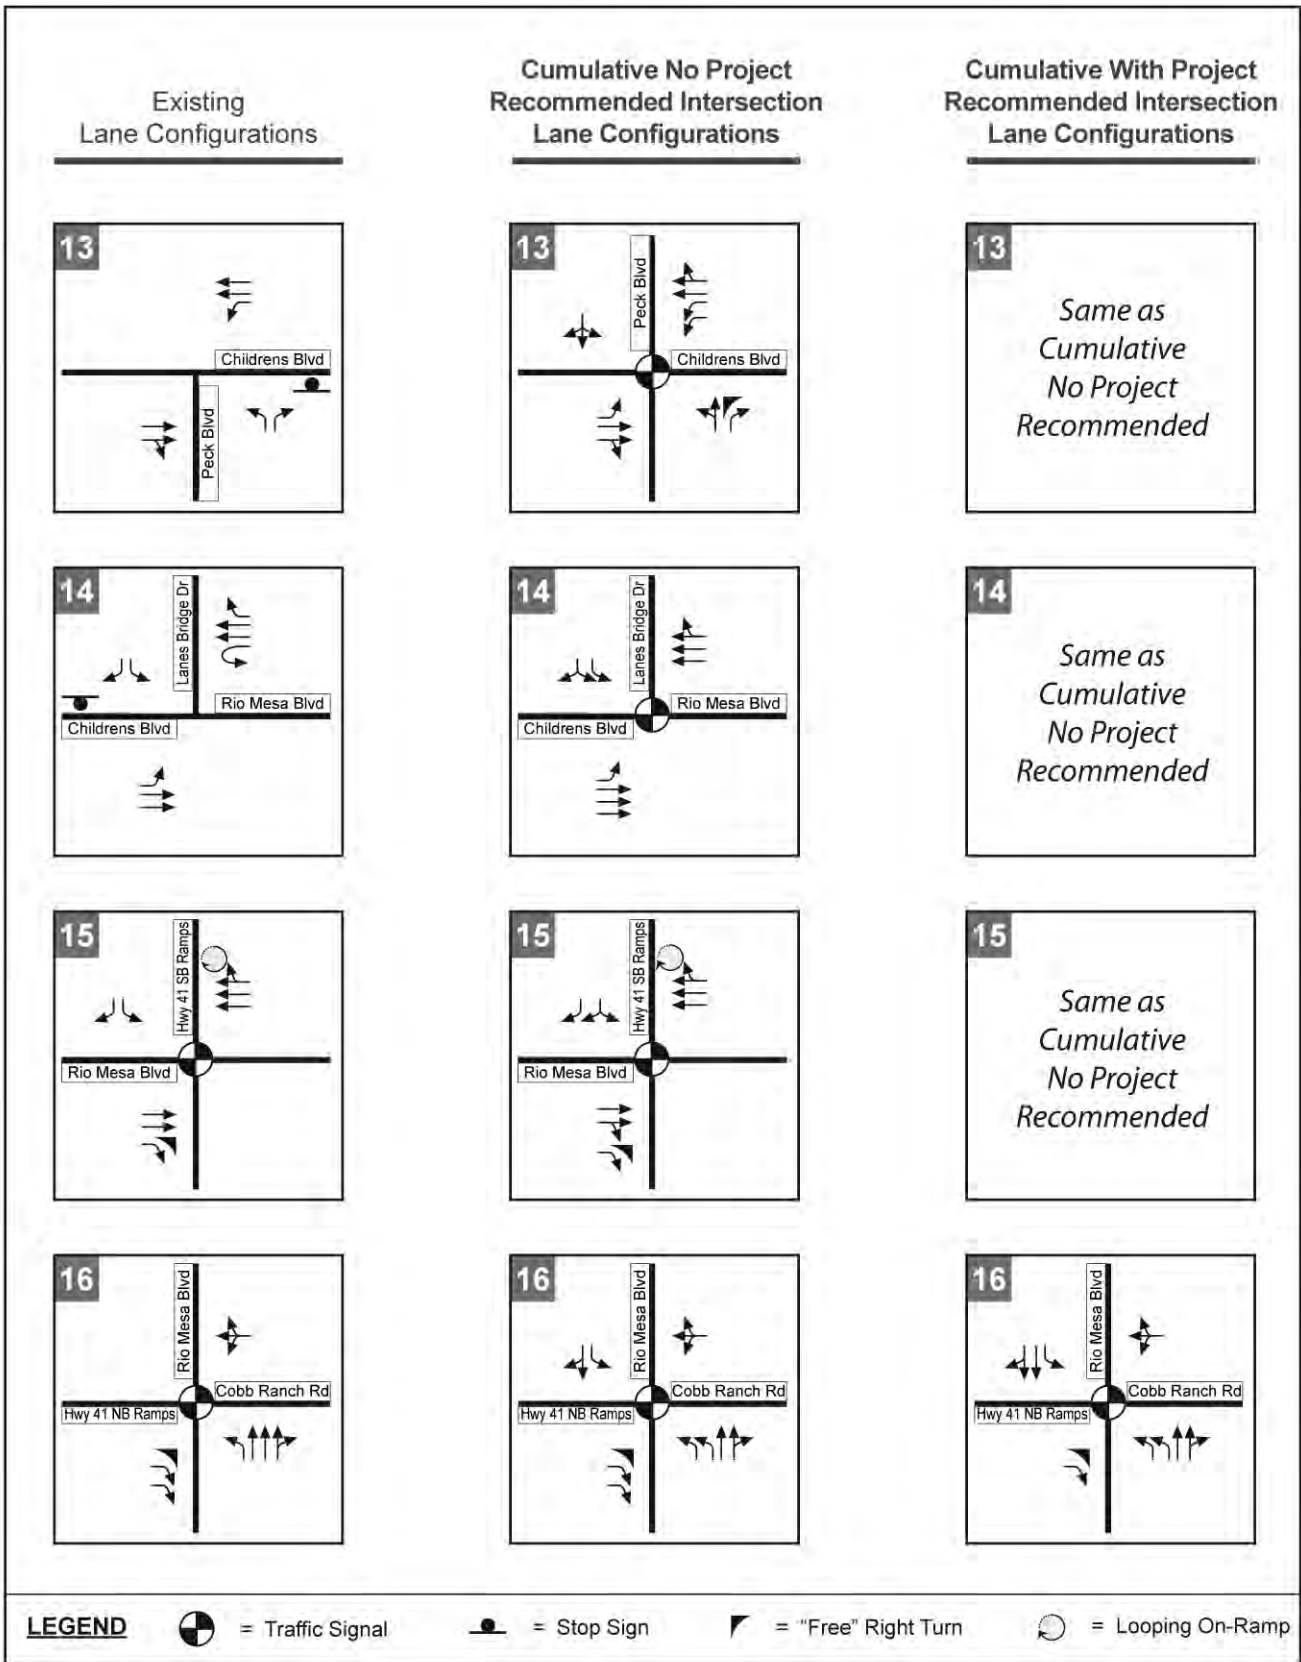 Existing
Lane Configurations
Cumulative No Project
Recommended Intersection
Lane Configurations
Cumulative With Project
Recommended Intersection
Lane Configurations
13
Childrens Blvd
Peck Blvd
13
Peck Blvd
Childrens Blvd
13
Same as
Cumulative
No Project
Recommended
14
Lanes Bridge Dr
Rio Mesa Blvd
Childrens Blvd
14
Lanes Bridge Dr
Rio Mesa Blvd
Childrens Blvd
14
Same as
Cumulative
No Project
Recommended
15
Hwy 41 SB Ramps
Rio Mesa Blvd
15
Hwy 41 SB Ramps
Rio Mesa Blvd
15
Same as
Cumulative
No Project
Recommended
16
Rio Mesa Blvd
Cobb Ranch Rd
Hwy 41 NB Ramps
16
Rio Mesa Blvd
Cobb Ranch Rd
Hwy 41 NB Ramps
16
Rio Mesa Blvd
Cobb Ranch Rd
Hwy 41 NB Ramps
LEGEND = Traffic Signal = Stop Sign = "Free" Right Turn = Looping On-Ramp